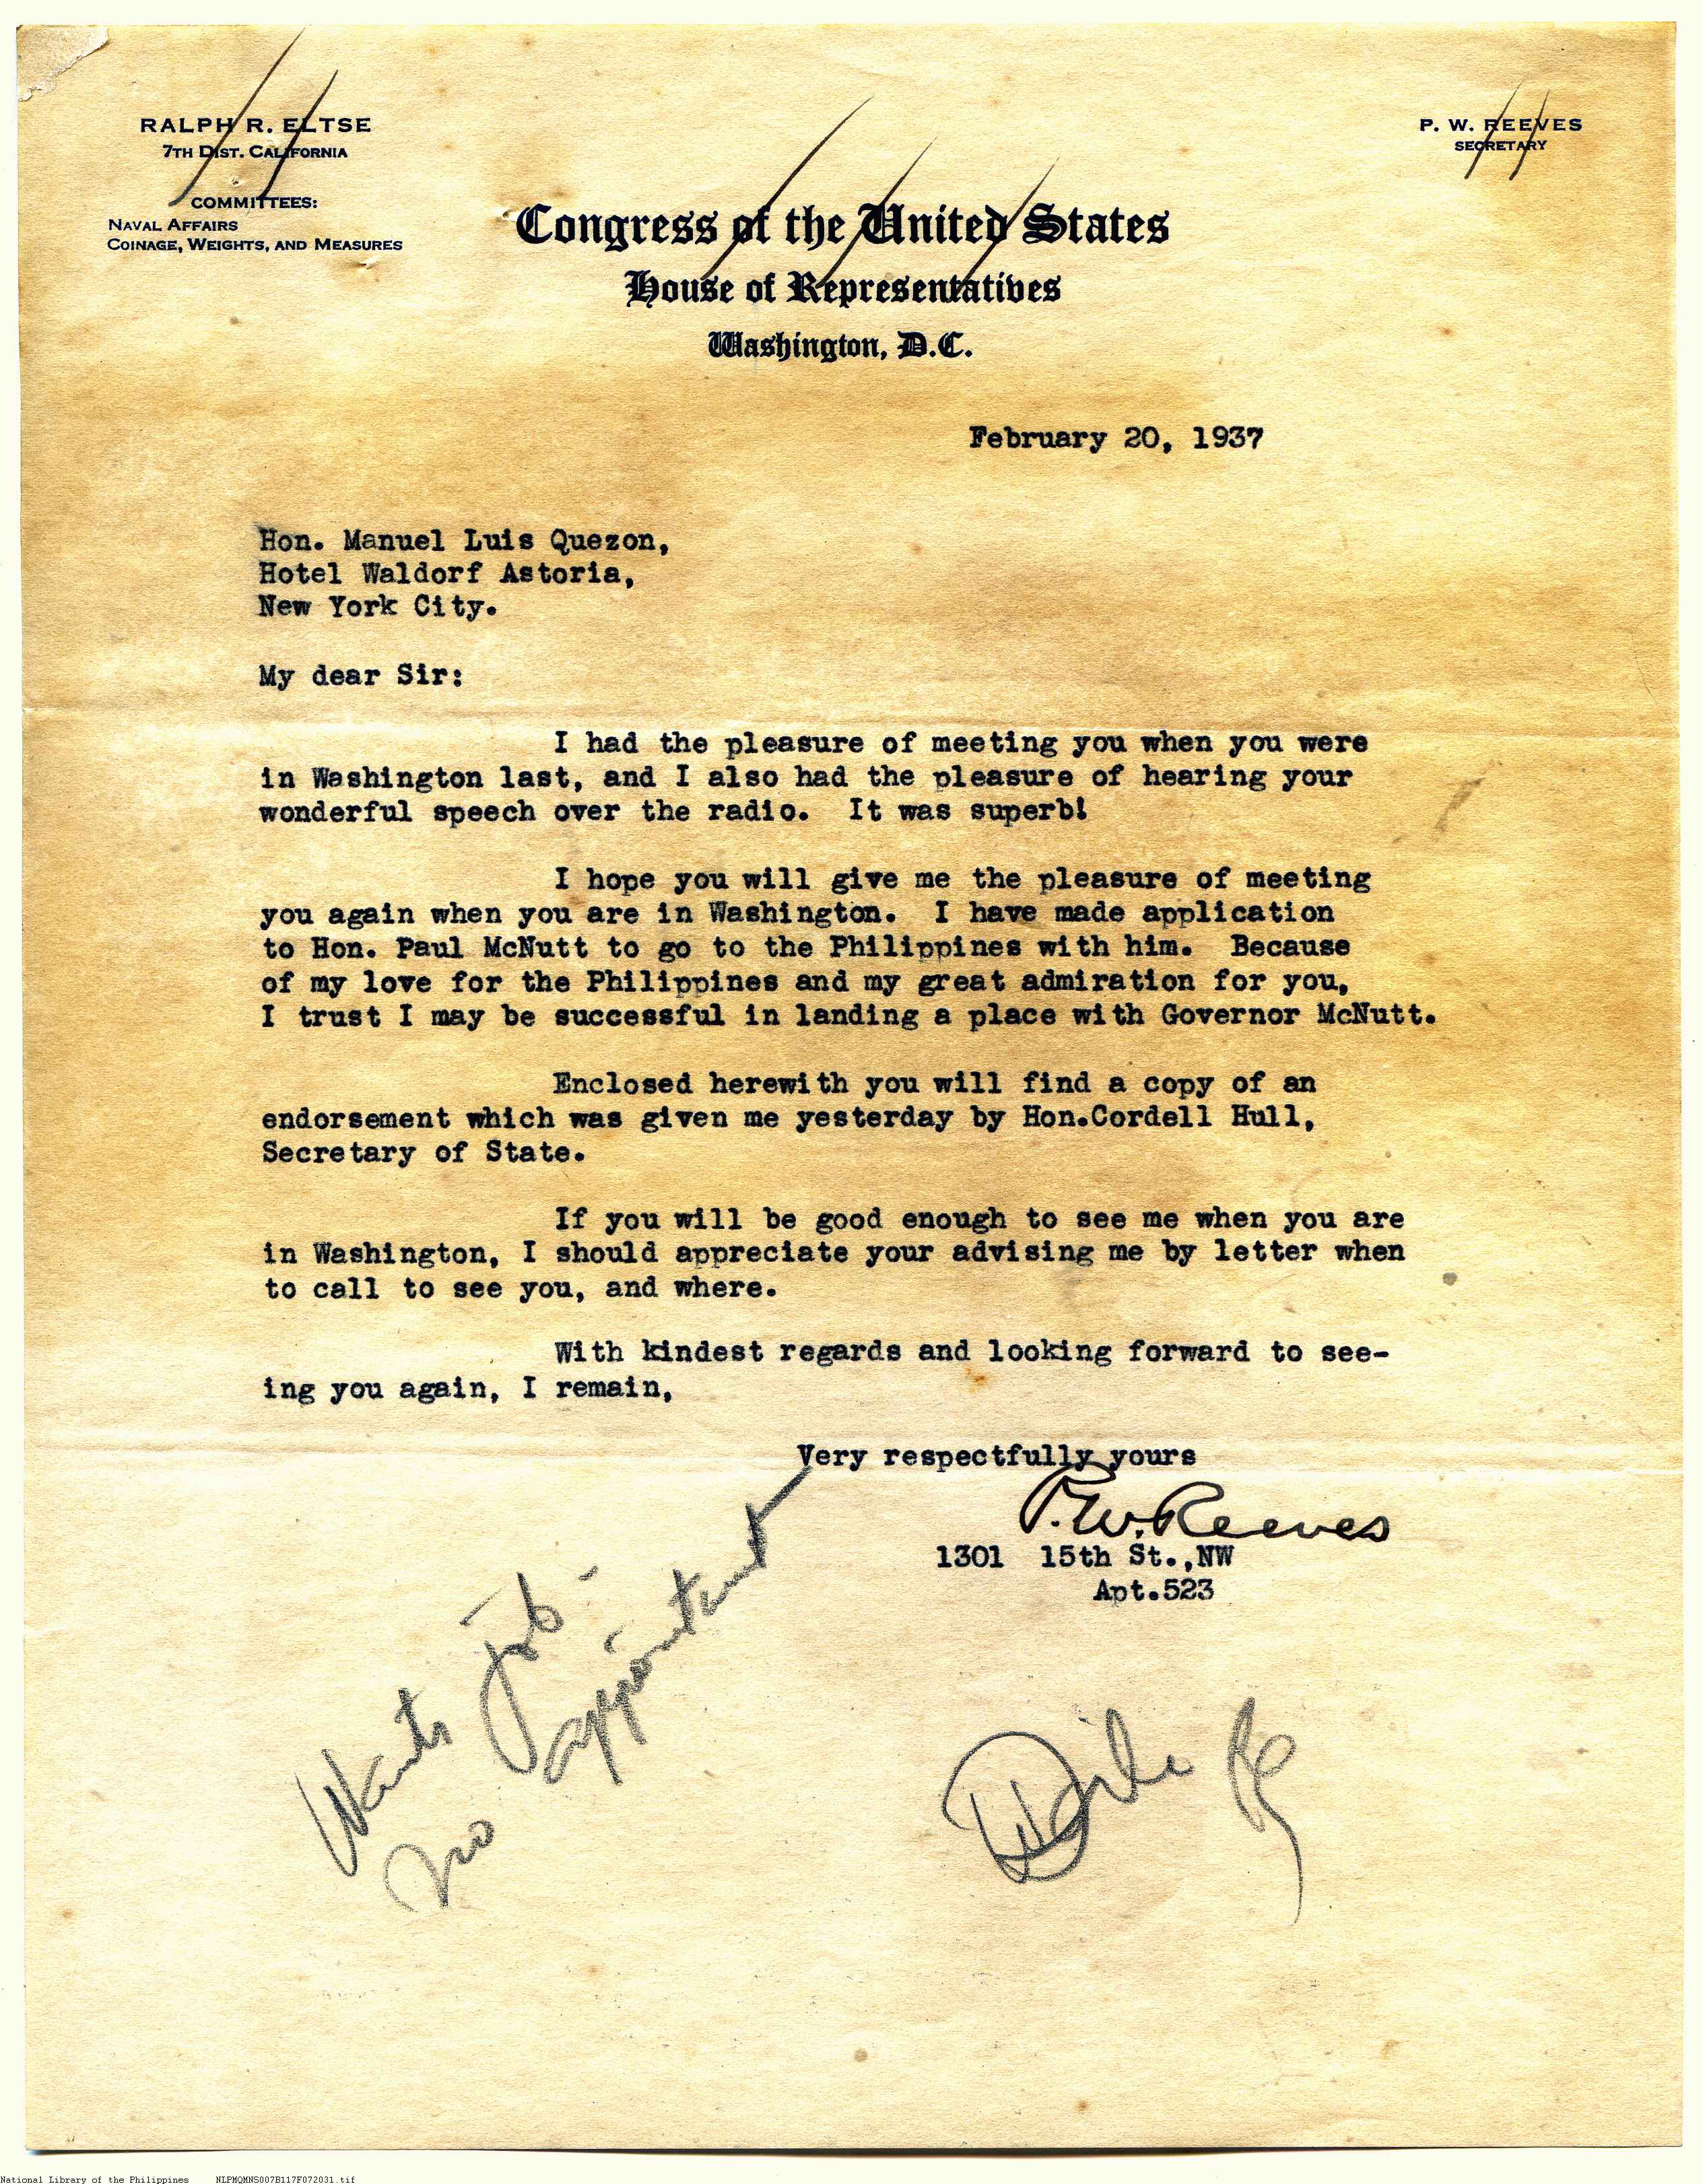 RALPH R. ELTSE
7TH DIST. CALIFORNIA
COMMITTEES:
NAVAL AFFAIRS
COINAGE, WEIGHTS, AND MEASURES
P. W. REEVES
SECRETARY
Congress of the United States
House of Representatives
Washington, D.C.
February 20, 1937
Hon. Manuel Luis Quezon,
Hotel Waldorf Astoria,
New York City.
My dear Sir:
I had the pleasure of meeting you when you were
in Washington last, and I also had the pleasure of hearing your
wonderful speech over the radio. It was superb!
I hope you will give me the pleasure of meeting
you again when you are in Washington. I have made application
to Hon. Paul McNutt to go to the Philippines with him. Because
of my love for the Philippines and my great admiration for you,
I trust I may be successful in landing a place with Governor McNutt.
Enclosed herewith you will find a copy of an
endorsement which was given me yesterday by Hon.Cordell Hull,
Secretary of State.
If you will be good enough to see me when you are
in Washington, I should appreciate your advising me by letter when
to call to see you, and where.
With kindest regards and looking forward to see-
ing you again, I remain,
Very respectfully yours
P.W.Reeves
1301 15th St.,NW
Apt.523
Wants Job -
no appointment
National Library of the Philippines NLPMQMNS007B117F072031.tif